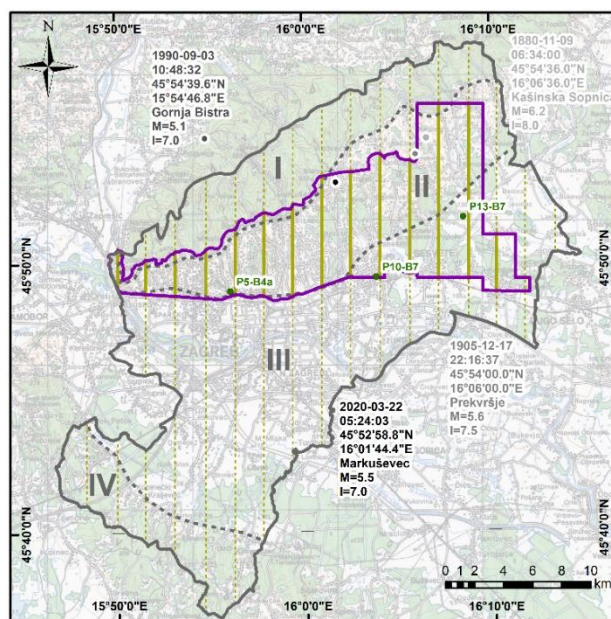 15°50'0"E
16°0'0"E
16°10'0"E
N
1990-09-03
10:48:32
45°54'39.6"N
15°54'46.8"E
Gornja Bistra
M=5.1
I=7.0
1880-11-09
06:34:00
45°54'36.0"N
16°06'36.0"E
Kašinska Sopnica
M=6.2
I=8.0
I
II
P13-B7
45°50'0"N
45°50'0"N
P10-B7
P5-B4a
ZAGREB
III
1905-12-17
22:16:37
45°54'00.0"N
16°06'00.0"E
Prekvršje
M=5.6
I=7.5
2020-03-22
05:24:03
45°52'58.8"N
16°01'44.4"E
Markuševec
M=5.5
I=7.0
IV
45°40'0"N
45°40'0"N
0 1 2 4 6 8 10
km
15°50'0"E
16°0'0"E
16°10'0"E